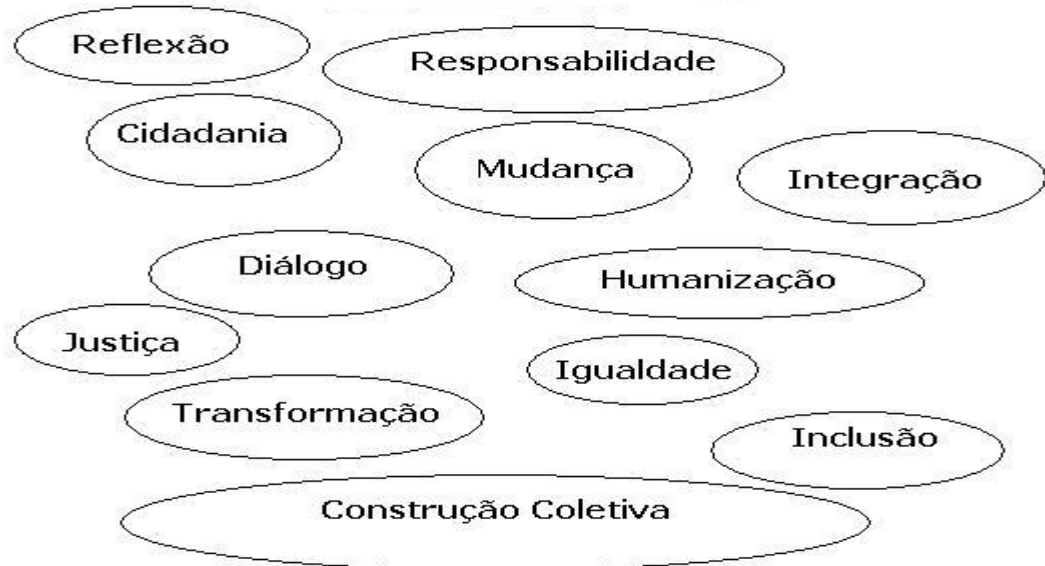 Reflexão
Responsabilidade
Cidadania
Mudança
Integração
Diálogo
Humanização
Justiça
Igualdade
Transformação
Inclusão
Construção Coletiva